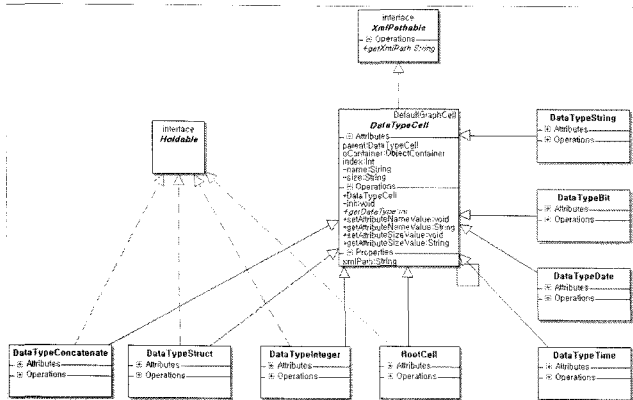 interface
XmlPathable
Operations
+getXmlPath:String
DefaultGraphCell
DataTypeCell
Attributes
parent:DataTypeCell
oContainer:ObjectContainer
index:int
-name:String
-size:String
Operations
+DataTypeCell
-init:void
+getDataType:int
+setAttributeNameValue:void
+getAttributeNameValue:String
+setAttributeSizeValue:void
+getAttributeSizeValue:String
Properties
xmlPath:String
interface
Holdable
DataTypeString
Attributes
Operations
DataTypeBit
Attributes
Operations
DataTypeDate
Attributes
Operations
DataTypeConcatenate
Attributes
Operations
DataTypeStruct
Attributes
Operations
DataTypeInteger
Attributes
Operations
RootCell
Attributes
Operations
DataTypeTime
Attributes
Operations